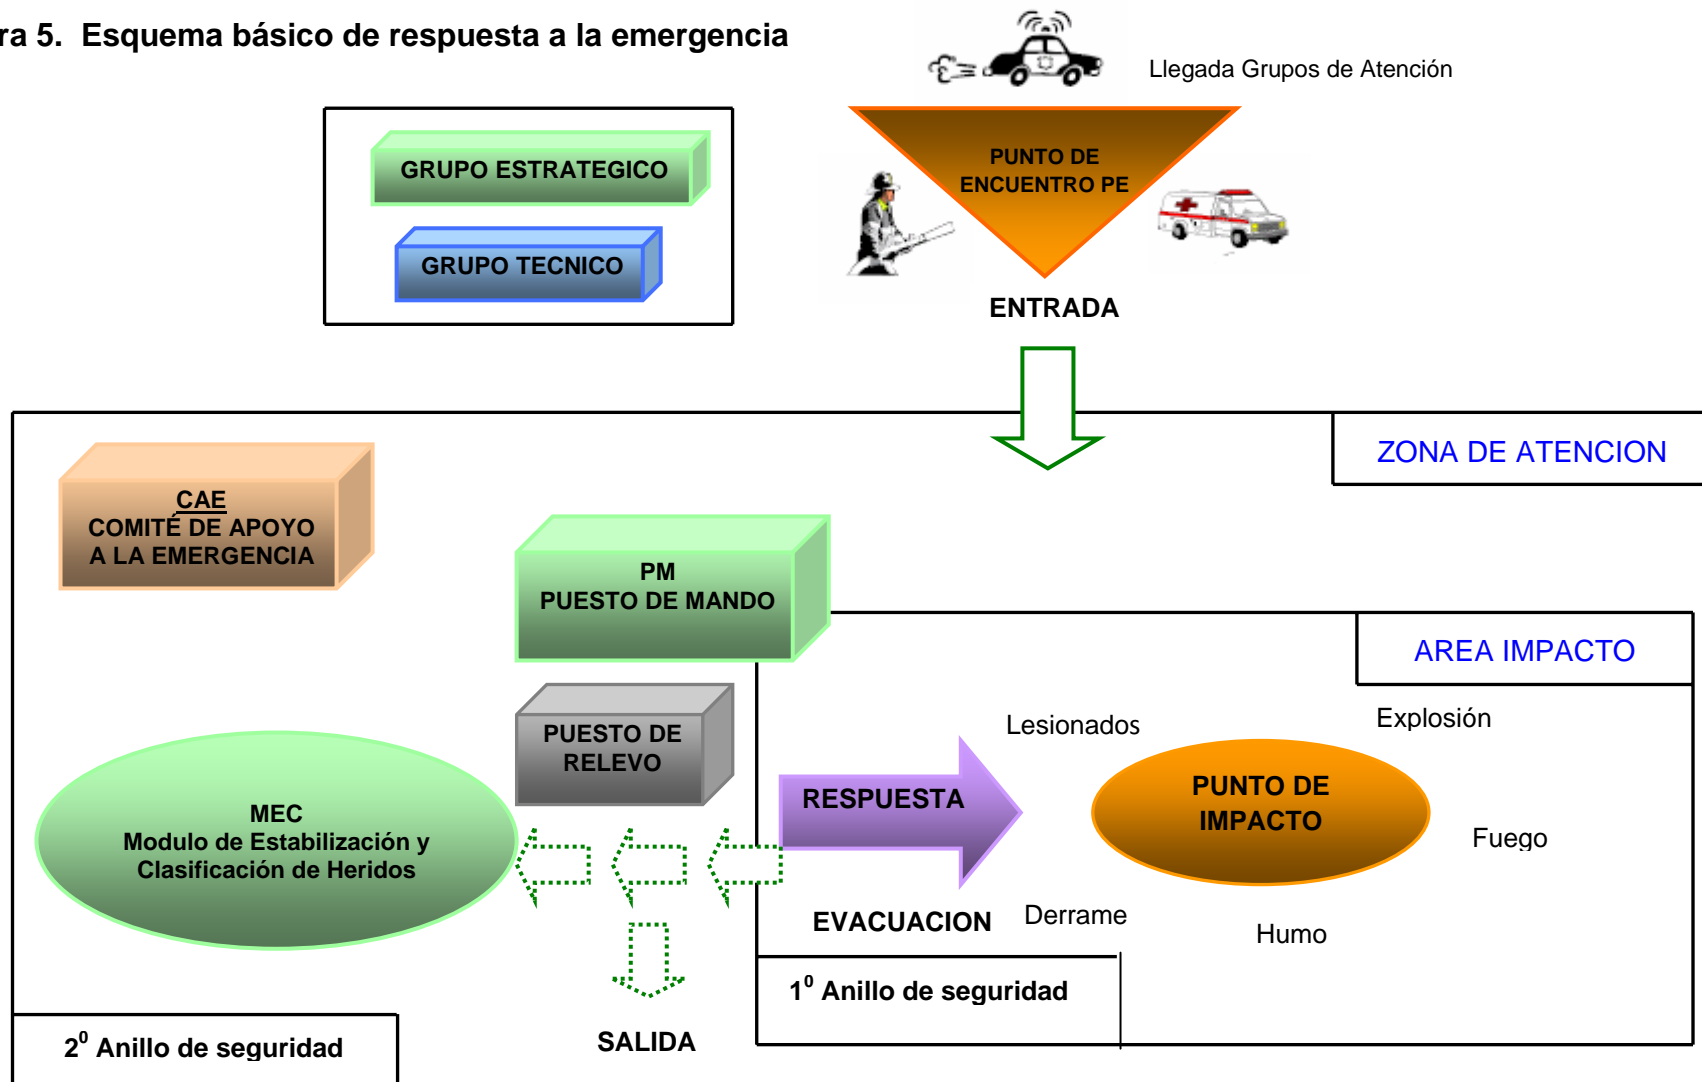 ra 5. Esquema básico de respuesta a la emergencia
Llegada Grupos de Atención
GRUPO ESTRATEGICO
GRUPO TECNICO
PUNTO DE
ENCUENTRO PE
ENTRADA
ZONA DE ATENCION
CAE
COMITÉ DE APOYO
A LA EMERGENCIA
PM
PUESTO DE MANDO
AREA IMPACTO
PUESTO DE
RELEVO
Lesionados
Explosión
RESPUESTA
PUNTO DE
IMPACTO
Fuego
MEC
Modulo de Estabilización y
Clasificación de Heridos
EVACUACION
Derrame
Humo
1⁰ Anillo de seguridad
SALIDA
2⁰ Anillo de seguridad